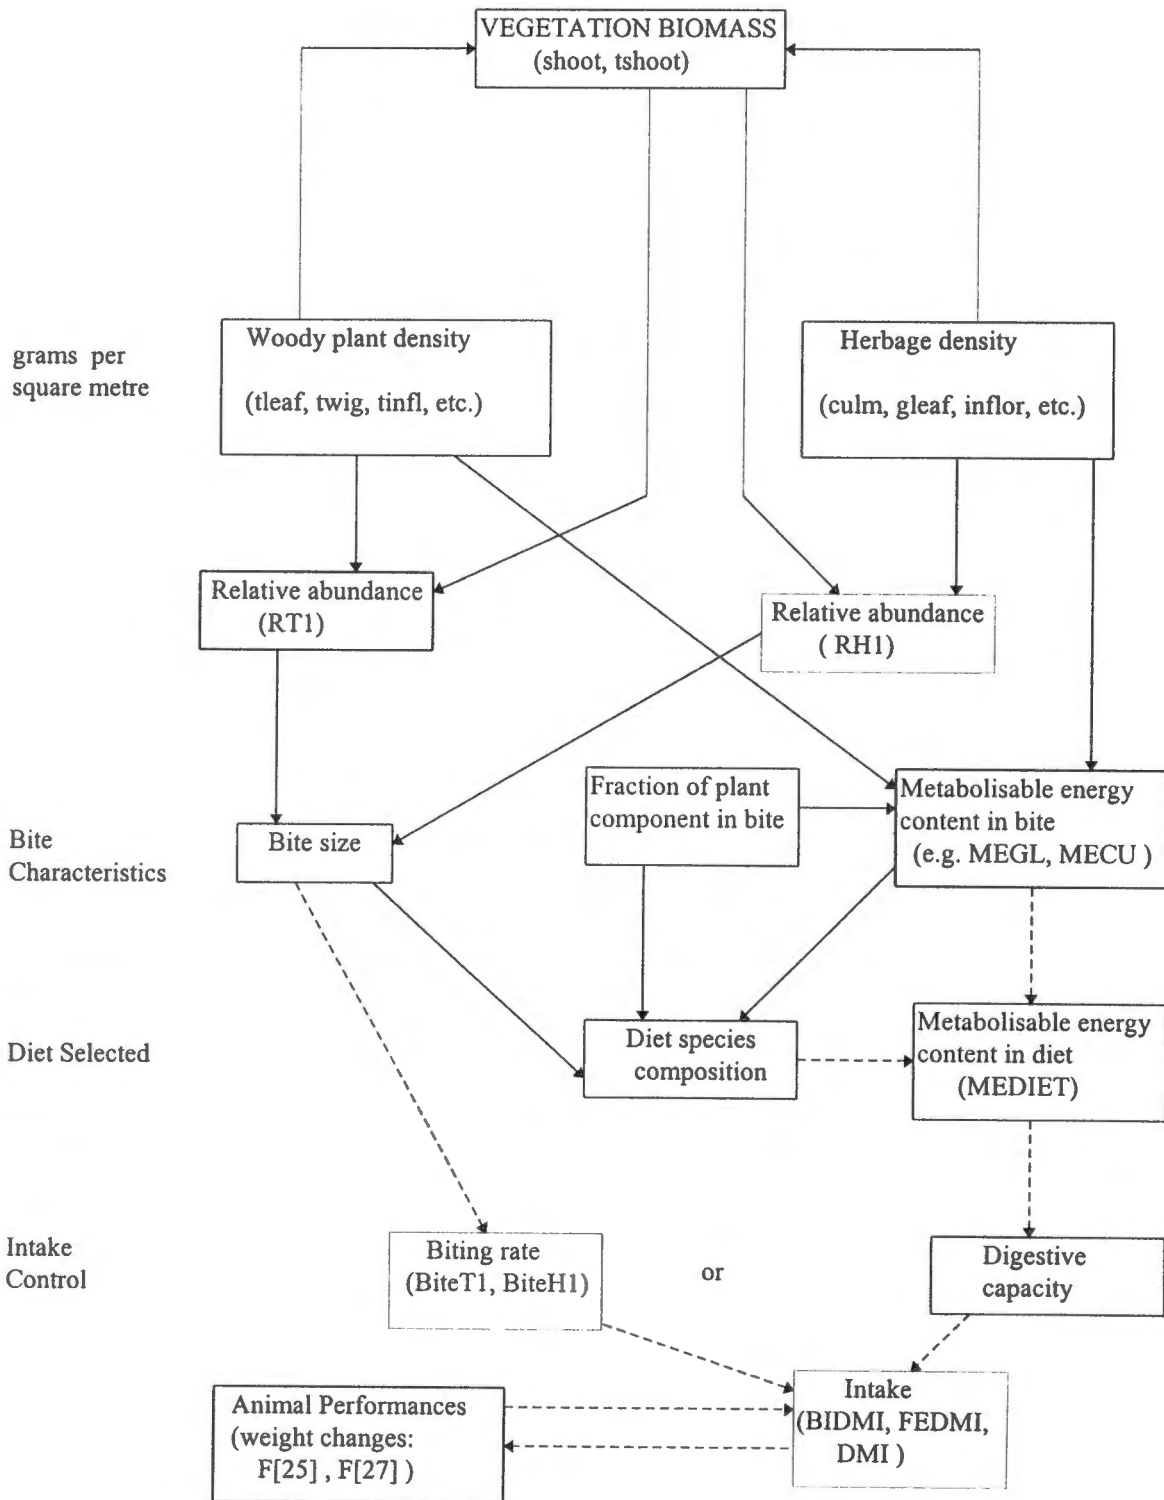 VEGETATION BIOMASS
(shoot, tshoot)
grams per
square metre
Woody plant density
(tleaf, twig, tinfl, etc.)
Herbage density
(culm, gleaf, inflor, etc.)
Relative abundance
(RT1)
Relative abundance
( RH1)
Bite
Characteristics
Bite size
Fraction of plant
component in bite
Metabolisable energy
content in bite
(e.g. MEGL, MECU )
Diet Selected
Diet species
composition
Metabolisable energy
content in diet
(MEDIET)
Intake
Control
Biting rate
(BiteT1, BiteH1)
or
Digestive
capacity
Animal Performances
(weight changes:
F[25] , F[27] )
Intake
(BIDMI, FEDMI,
DMI )